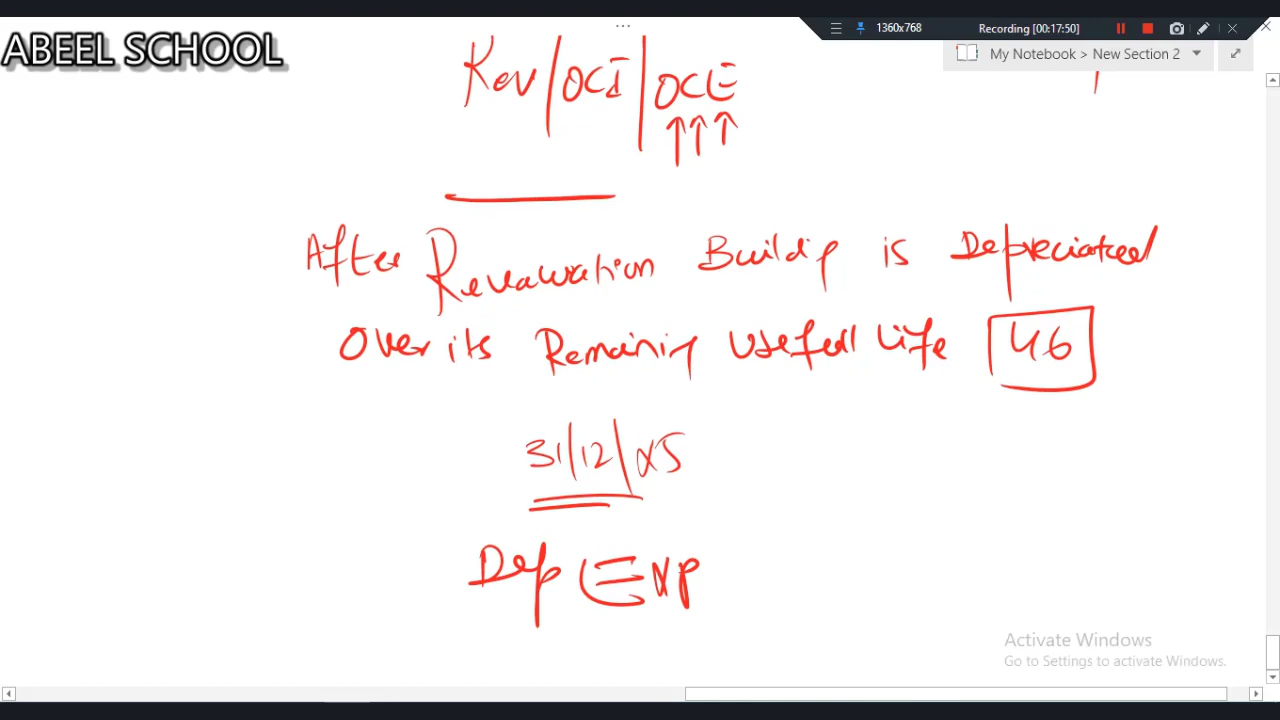 ABEEL SCHOOL
1360x768
Recording [00:17:50]
My Notebook > New Section 2
Rev/OCI/OCE
After Revaluation Building is Depreciated
Over its Remaining Usefull Life 46
31/12/X5
Dep Exp
Activate Windows
Go to Settings to activate Windows.